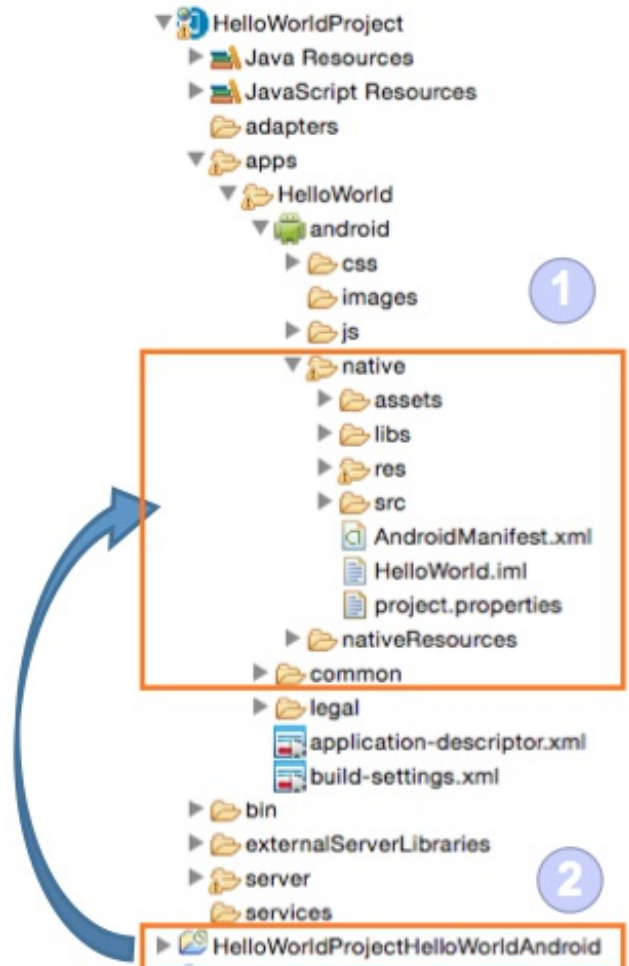 HelloWorldProject
Java Resources
JavaScript Resources
adapters
apps
HelloWorld
android
css
images
1
js
native
assets
libs
res
src
AndroidManifest.xml
HelloWorld.iml
project.properties
nativeResources
common
legal
application-descriptor.xml
build-settings.xml
bin
externalServerLibraries
server
2
services
HelloWorldProjectHelloWorldAndroid